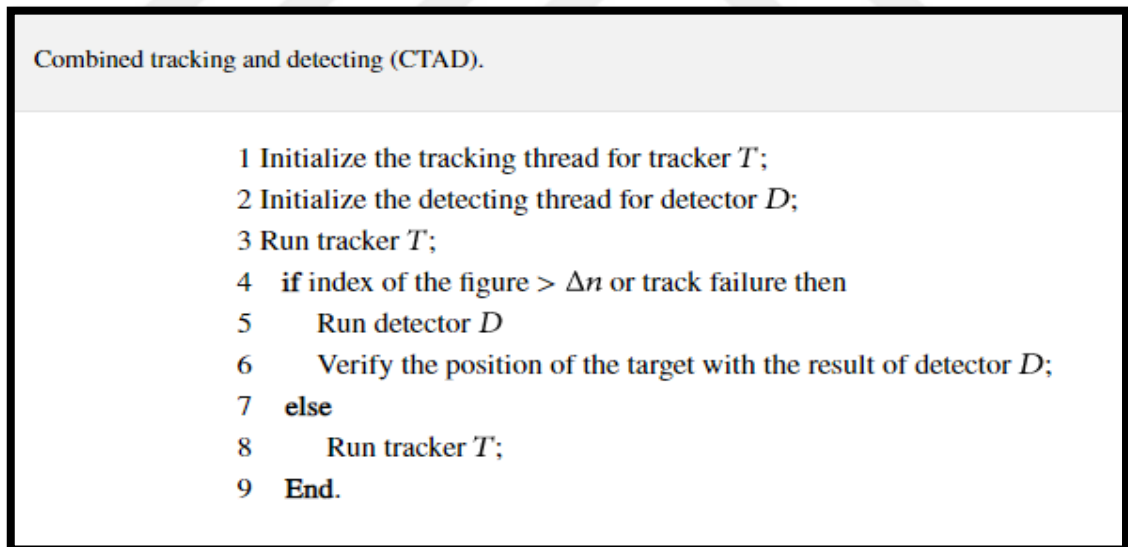 Combined tracking and detecting (CTAD).
1 Initialize the tracking thread for tracker T;
2 Initialize the detecting thread for detector D;
3 Run tracker T;
4 if index of the figure > Δn or track failure then
5 Run detector D
6 Verify the position of the target with the result of detector D;
7 else
8 Run tracker T;
9 End.